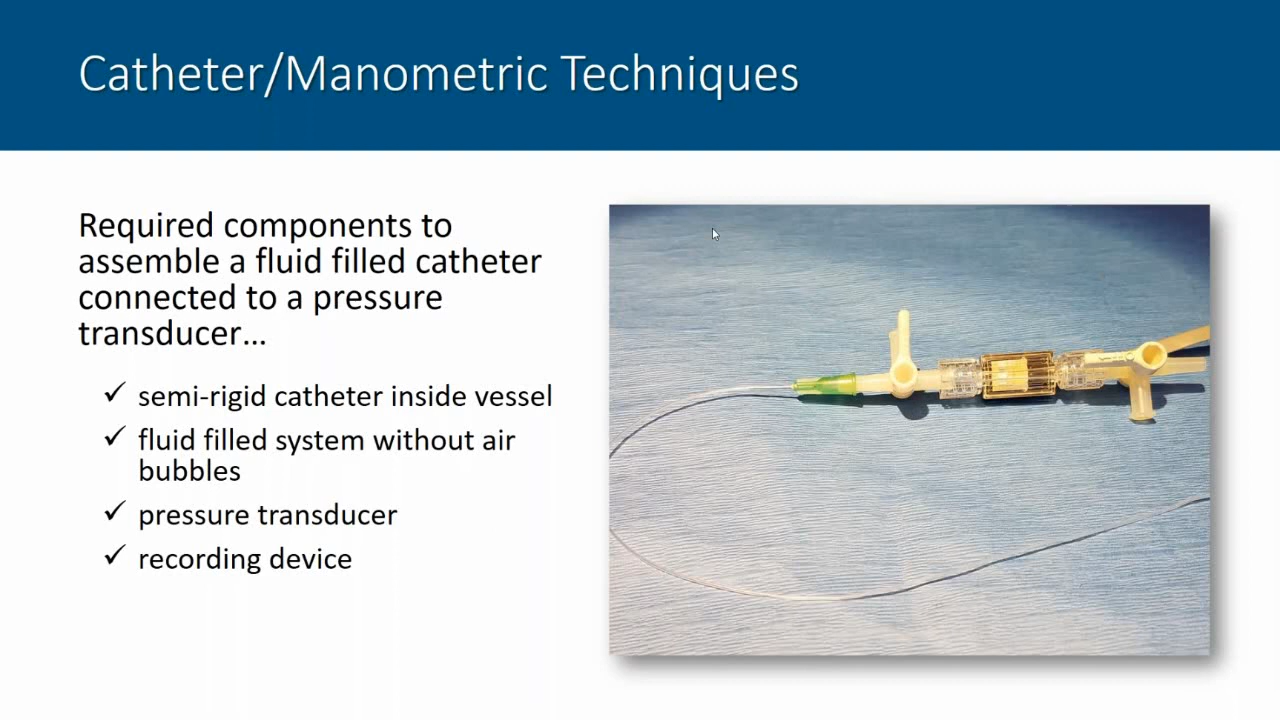 Catheter/Manometric Techniques
Required components to
assemble a fluid filled catheter
connected to a pressure
transducer…
✓ semi-rigid catheter inside vessel
✓ fluid filled system without air
bubbles
✓ pressure transducer
✓ recording device